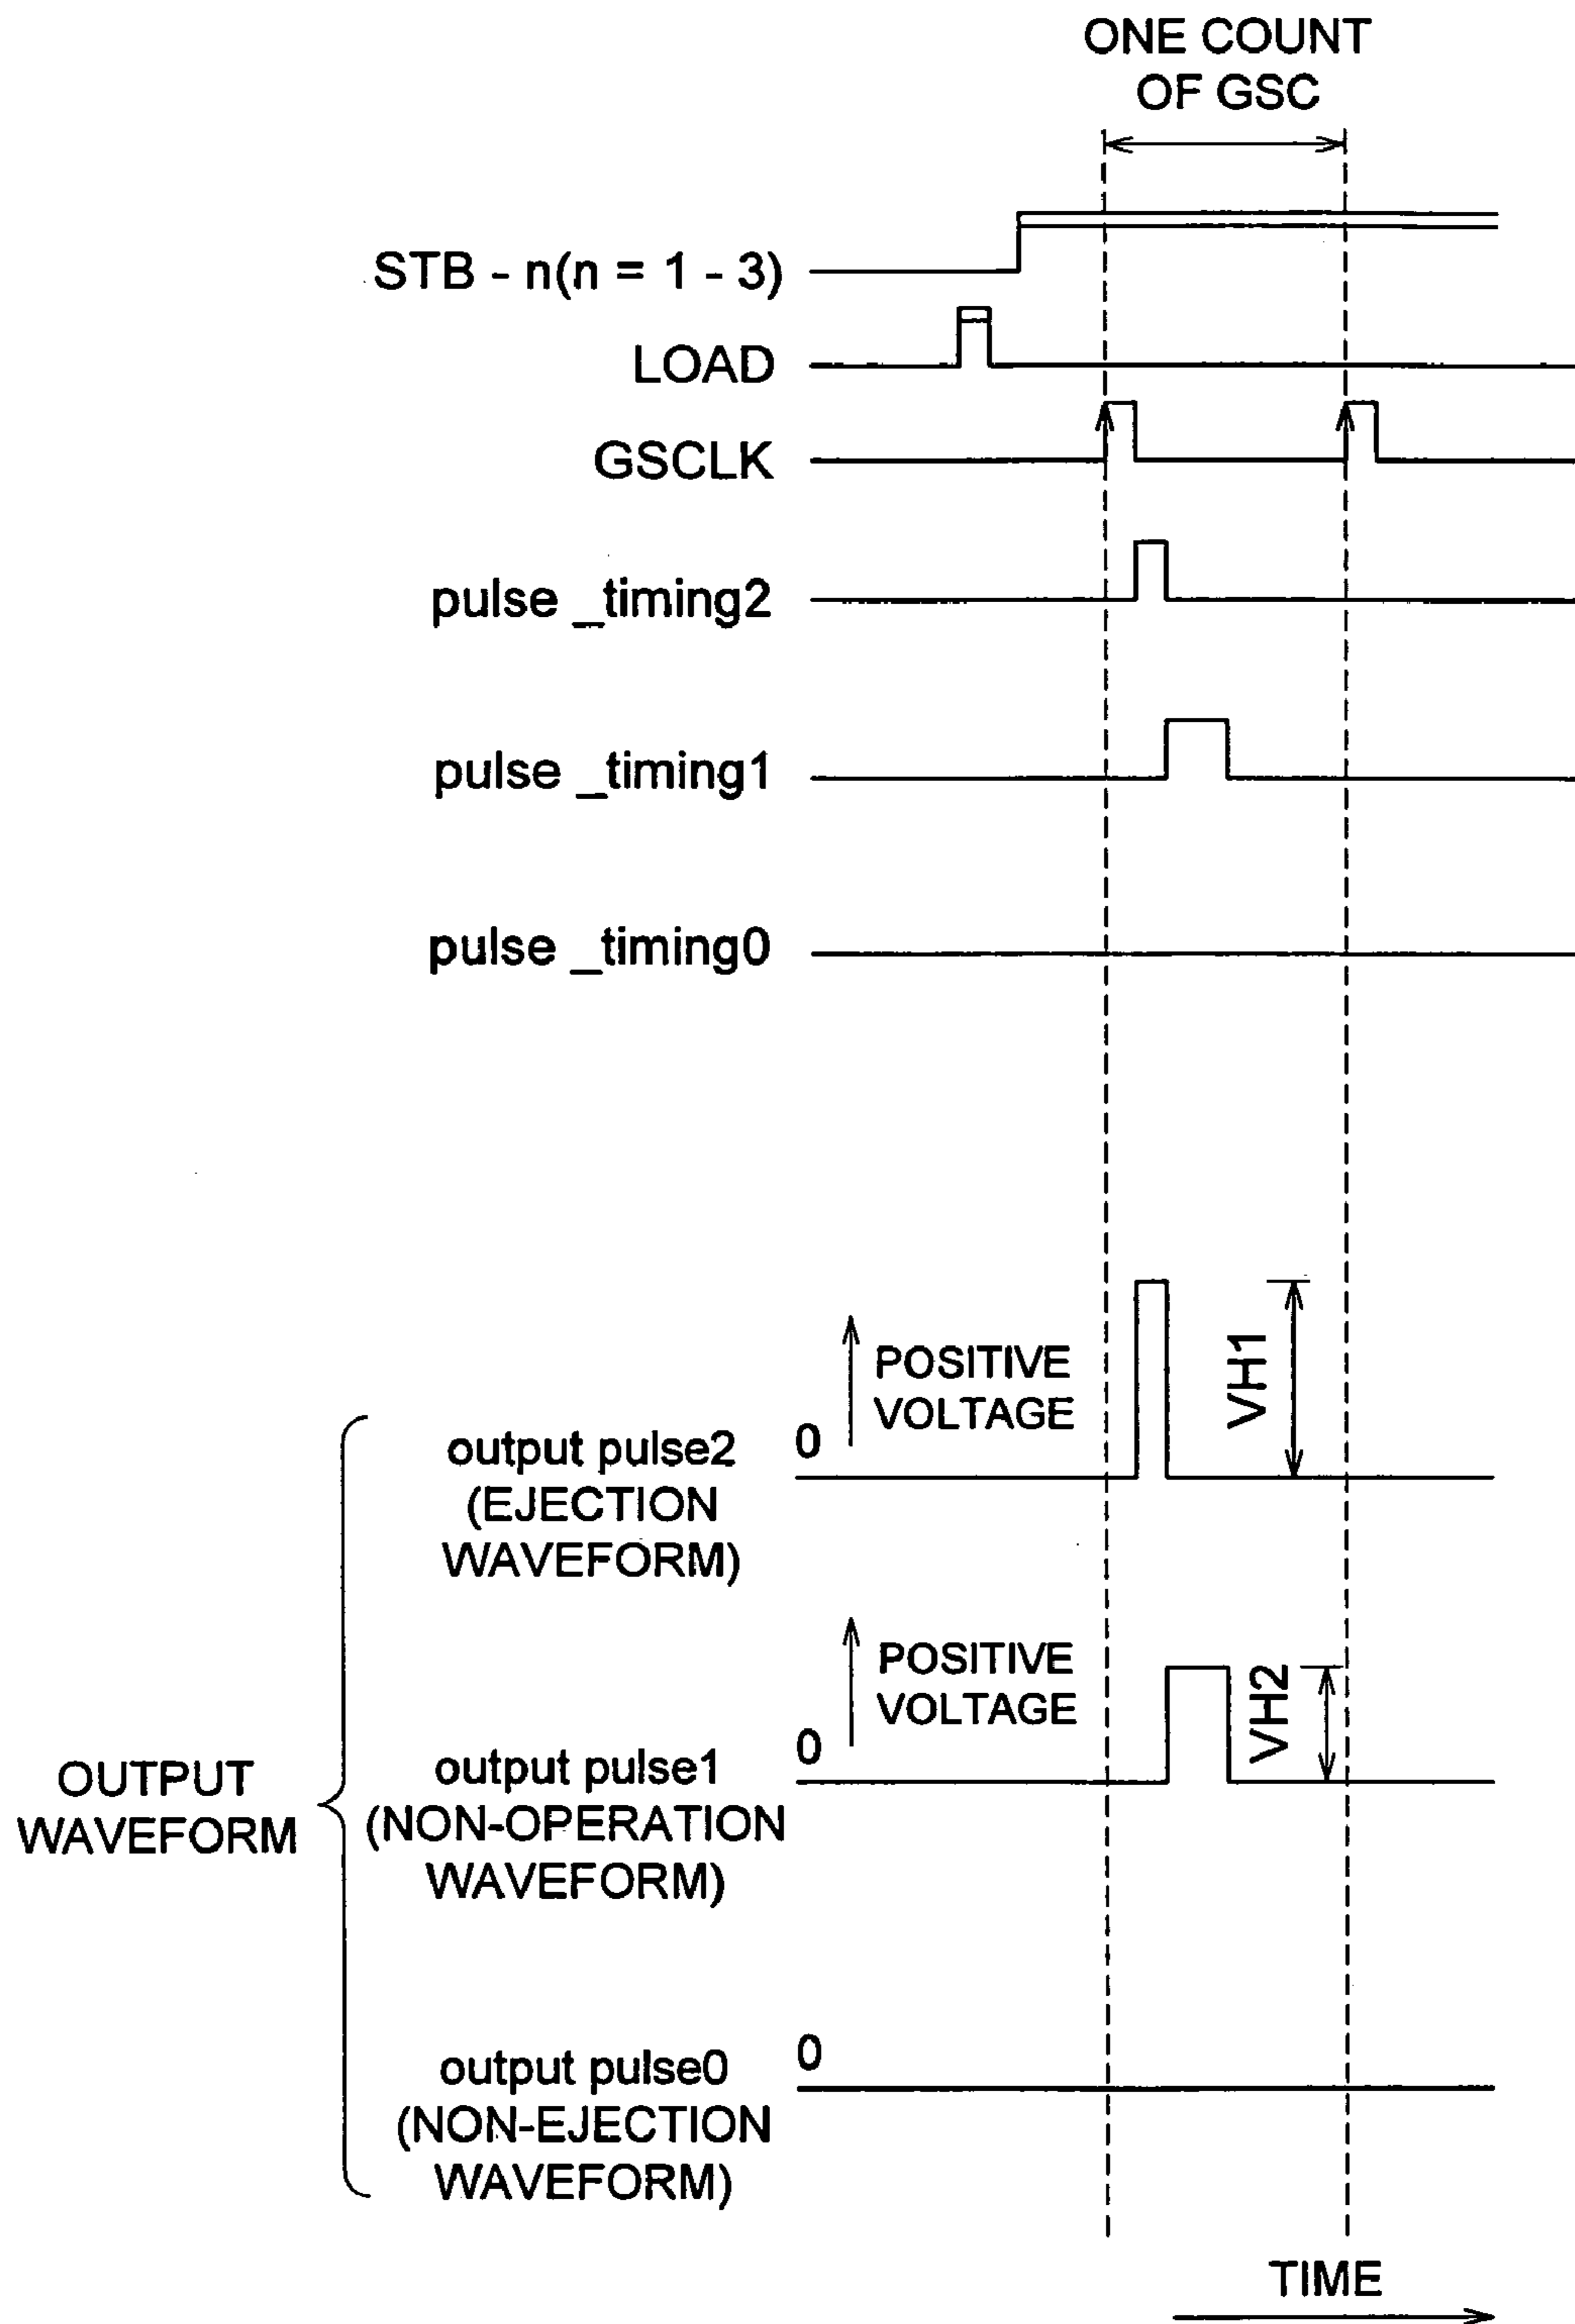 ONE COUNT
OF GSC
STB - n(n = 1 - 3)
LOAD
GSCLK
pulse _timing2
pulse _timing1
pulse _timing0
POSITIVE
VOLTAGE
VH1
0
output pulse2
(EJECTION
WAVEFORM)
POSITIVE
VOLTAGE
VH2
0
output pulse1
(NON-OPERATION
WAVEFORM)
OUTPUT
WAVEFORM
0
output pulse0
(NON-EJECTION
WAVEFORM)
TIME